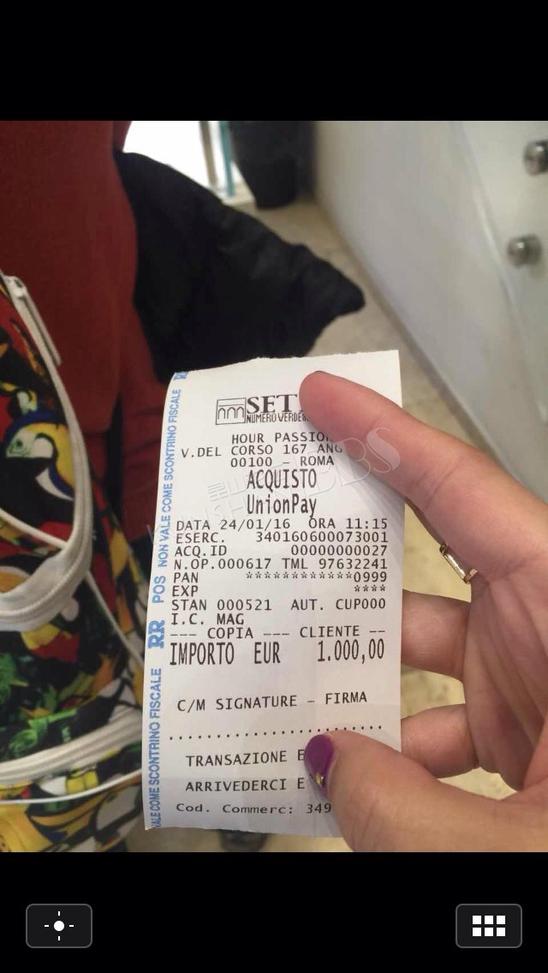 SET
NUMERO VERDE
HOUR PASSION
V.DEL CORSO 167 ANG
00100 - ROMA
ACQUISTO
UnionPay
DATA 24/01/16 ORA 11:15
ESERC. 340160600073001
ACQ.ID 00000000027
N.OP.000617 TML 97632241
PAN ************0999
EXP ****
STAN 000521 AUT. CUP000
I.C. MAG
--- COPIA --- CLIENTE --
IMPORTO EUR 1.000,00
C/M SIGNATURE - FIRMA
........................
TRANSAZIONE E
ARRIVEDERCI E
Cod. Commerc: 349
VALE COME SCONTRINO FISCALE RR POS NON VALE COME SCONTRINO FISCALE